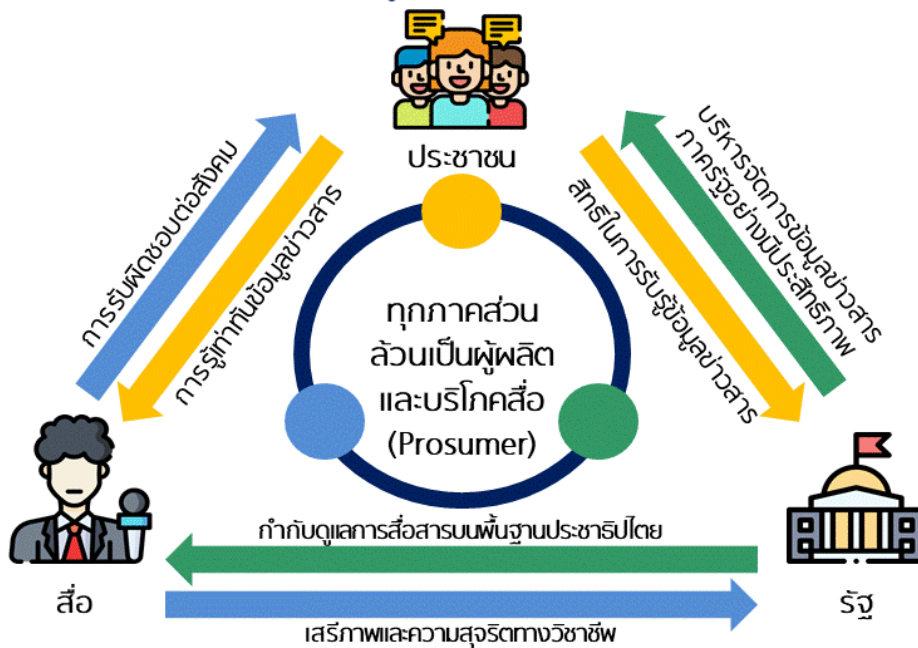 ประชาชน
การรับผิดชอบต่อสังคม
การรู้เท่าทันข้อมูลข่าวสาร
สิทธิในการรับรู้ข้อมูลข่าวสาร
บริหารจัดการข้อมูลข่าวสาร
ภาครัฐอย่างมีประสิทธิภาพ
ทุกภาคส่วน
ล้วนเป็นผู้ผลิต
และบริโภคสื่อ
(Prosumer)
กำกับดูแลการสื่อสารบนพื้นฐานประชาธิปไตย
สื่อ
รัฐ
เสรีภาพและความสุจริตทางวิชาชีพ